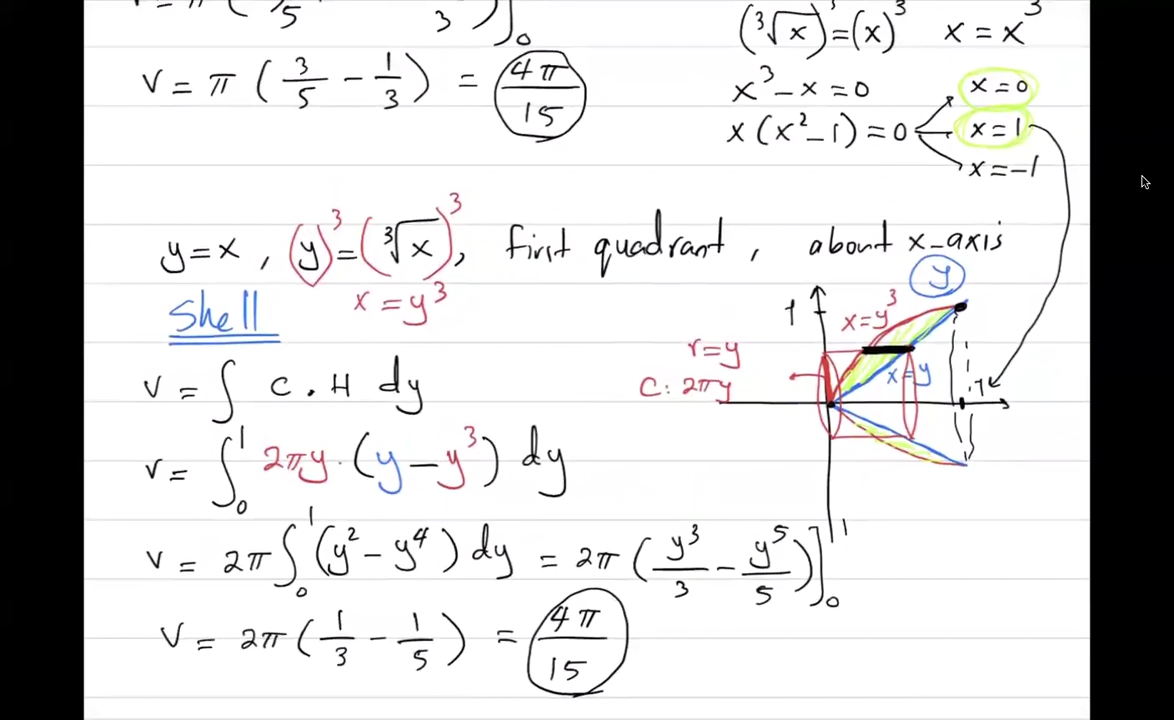 (∛x)³ = (x)³ x = x³
V = π (3/5 − 1/3) = 4π/15
x³ − x = 0
x (x² − 1) = 0
x = 0
x = 1
x = −1
y = x , (y)³ = (∛x)³, first quadrant , about x-axis
x = y³
Shell
y
1
x = y³
r = y
C: 2πy
x = y
1
V = ∫ C . H dy
V = ∫₀¹ 2πy · (y − y³) dy
V = 2π ∫₀¹ (y² − y⁴) dy = 2π (y³/3 − y⁵/5)]₀¹
V = 2π (1/3 − 1/5) = 4π/15